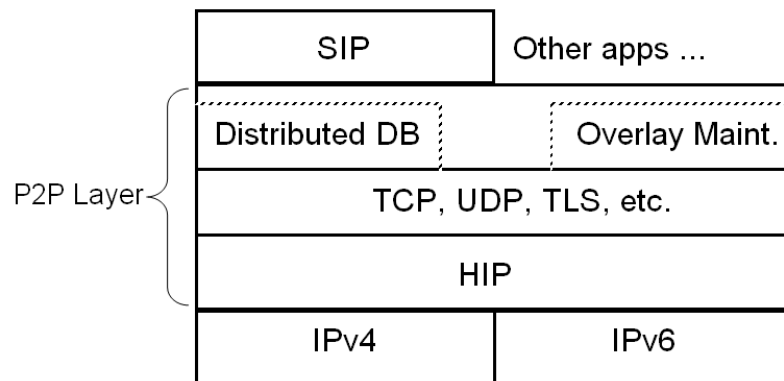 SIP
Other apps ...
Distributed DB
Overlay Maint.
P2P Layer
TCP, UDP, TLS, etc.
HIP
IPv4
IPv6